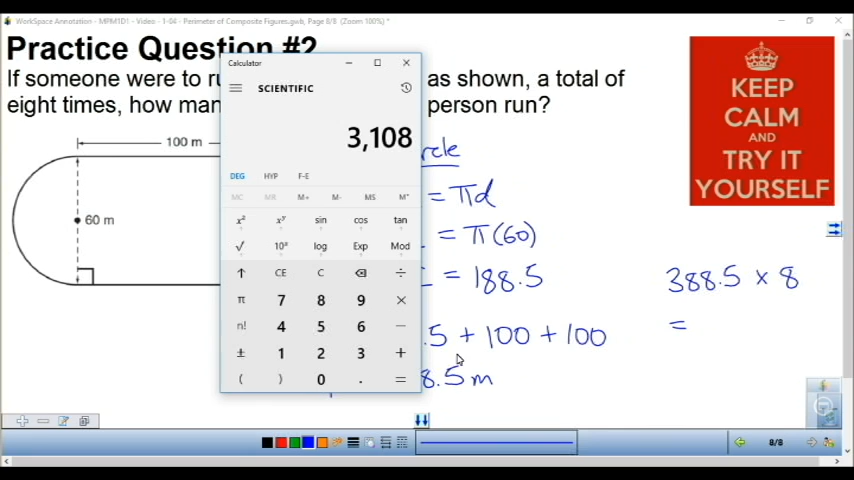 WorkSpace Annotation - MPM1D1 - Video - 1-04 - Perimeter of Composite Figures.gwb, Page 8/8 (Zoom 100%) *
Practice Question #2
If someone were to ru
as shown, a total of
eight times, how man
person run?
Calculator
SCIENTIFIC
3,108
DEG HYP F-E
MC MR M+ M- MS M˅
x² xʸ sin cos tan
√ 10ˣ log Exp Mod
↑ CE C ⌫ ÷
π 7 8 9 ×
n! 4 5 6 −
± 1 2 3 +
( ) 0 . =
100 m
60 m
rcle
= πd
= π(60)
= 188.5
.5 + 100 + 100
8.5 m
388.5 × 8
=
KEEP
CALM
AND
TRY IT
YOURSELF
8/8